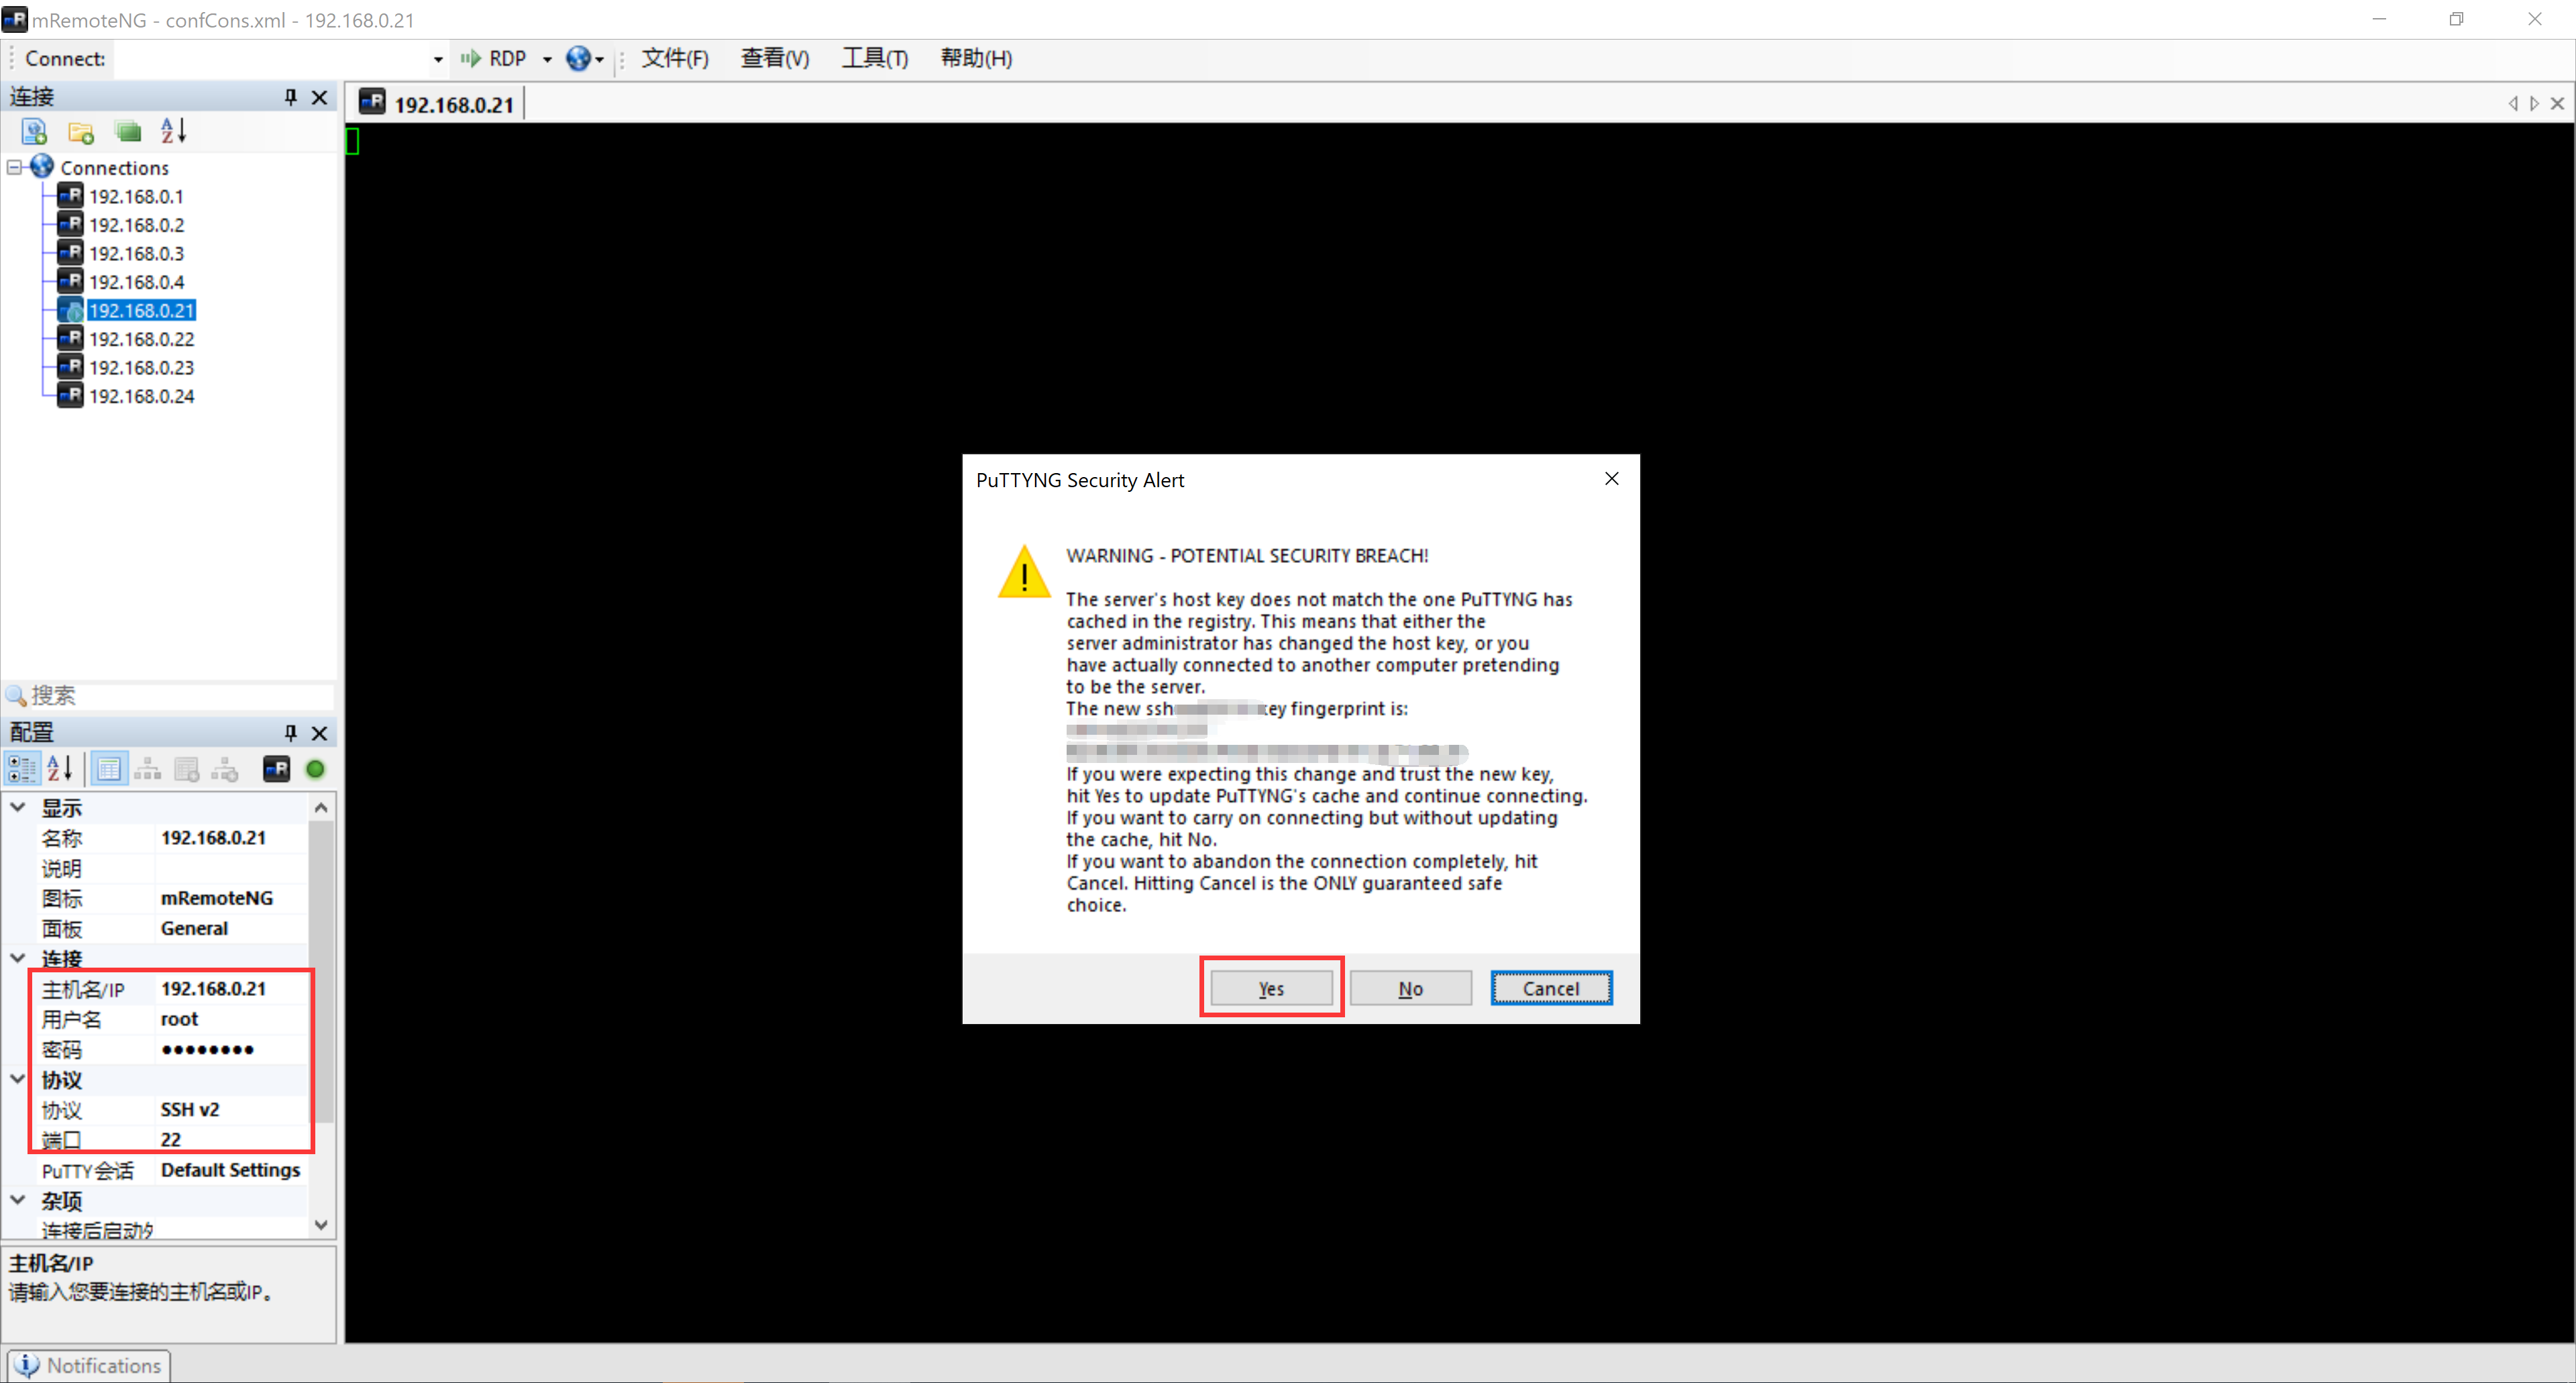 mRemoteNG - confCons.xml - 192.168.0.21
Connect:
RDP
文件(F)
查看(V)
工具(T)
帮助(H)
连接
192.168.0.21
Connections
192.168.0.1
192.168.0.2
192.168.0.3
192.168.0.4
192.168.0.21
192.168.0.22
192.168.0.23
192.168.0.24
搜索
配置
显示
名称 192.168.0.21
说明
图标 mRemoteNG
面板 General
连接
主机名/IP 192.168.0.21
用户名 root
密码 ●●●●●●●●
协议
协议 SSH v2
端口 22
PuTTY会话 Default Settings
杂项
连接后启动
主机名/IP
请输入您要连接的主机名或IP。
Notifications
PuTTYNG Security Alert
WARNING - POTENTIAL SECURITY BREACH!
The server's host key does not match the one PuTTYNG has
cached in the registry. This means that either the
server administrator has changed the host key, or you
have actually connected to another computer pretending
to be the server.
The new ssh key fingerprint is:
If you were expecting this change and trust the new key,
hit Yes to update PuTTYNG's cache and continue connecting.
If you want to carry on connecting but without updating
the cache, hit No.
If you want to abandon the connection completely, hit
Cancel. Hitting Cancel is the ONLY guaranteed safe
choice.
Yes
No
Cancel